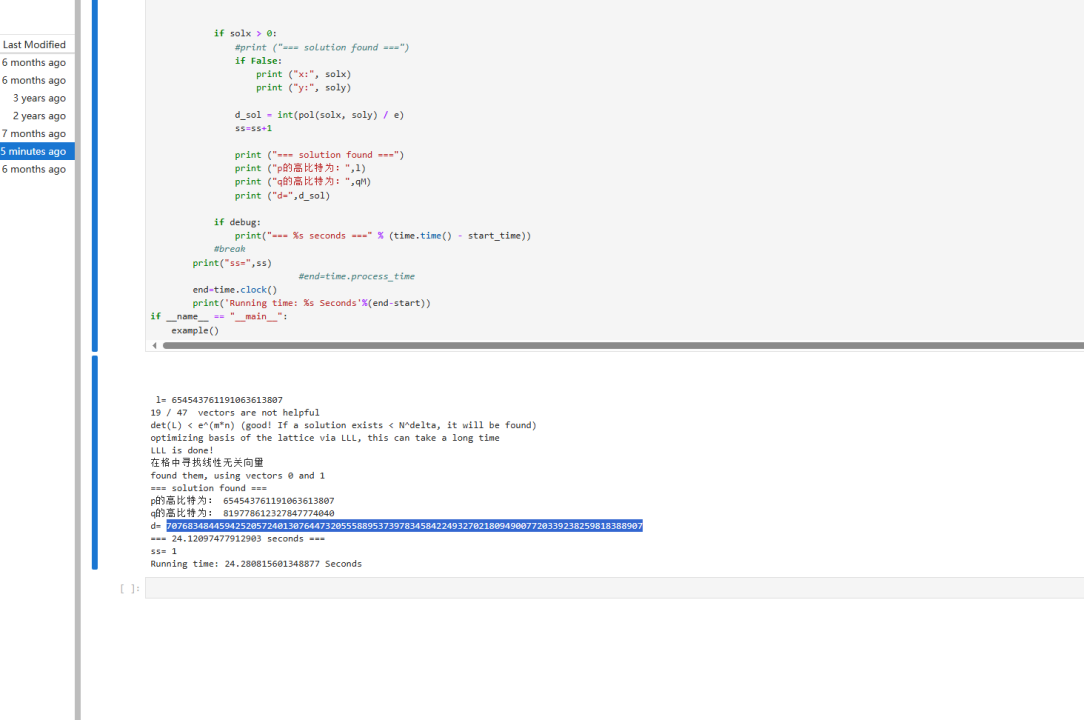 Last Modified
6 months ago
6 months ago
3 years ago
2 years ago
7 months ago
5 minutes ago
6 months ago
if solx > 0:
#print ("=== solution found ===")
if False:
print ("x:", solx)
print ("y:", soly)
d_sol = int(pol(solx, soly) / e)
ss=ss+1
print ("=== solution found ===")
print ("p的高比特为：",l)
print ("q的高比特为：",qM)
print ("d=",d_sol)
if debug:
print("=== %s seconds ===" % (time.time() - start_time))
#break
print("ss=",ss)
#end=time.process_time
end=time.clock()
print('Running time: %s Seconds'%(end-start))
if __name__ == "__main__":
example()
l= 654543761191063613807
19 / 47 vectors are not helpful
det(L) < e^(m*n) (good! If a solution exists < N^delta, it will be found)
optimizing basis of the lattice via LLL, this can take a long time
LLL is done!
在格中寻找线性无关向量
found them, using vectors 0 and 1
=== solution found ===
p的高比特为： 654543761191063613807
q的高比特为： 819778612327847774040
d= 7076834844594252057240130764473205558895373978345842249327021809490077203392382598183889​07
=== 24.12097477912903 seconds ===
ss= 1
Running time: 24.280815601348877 Seconds
[ ]: